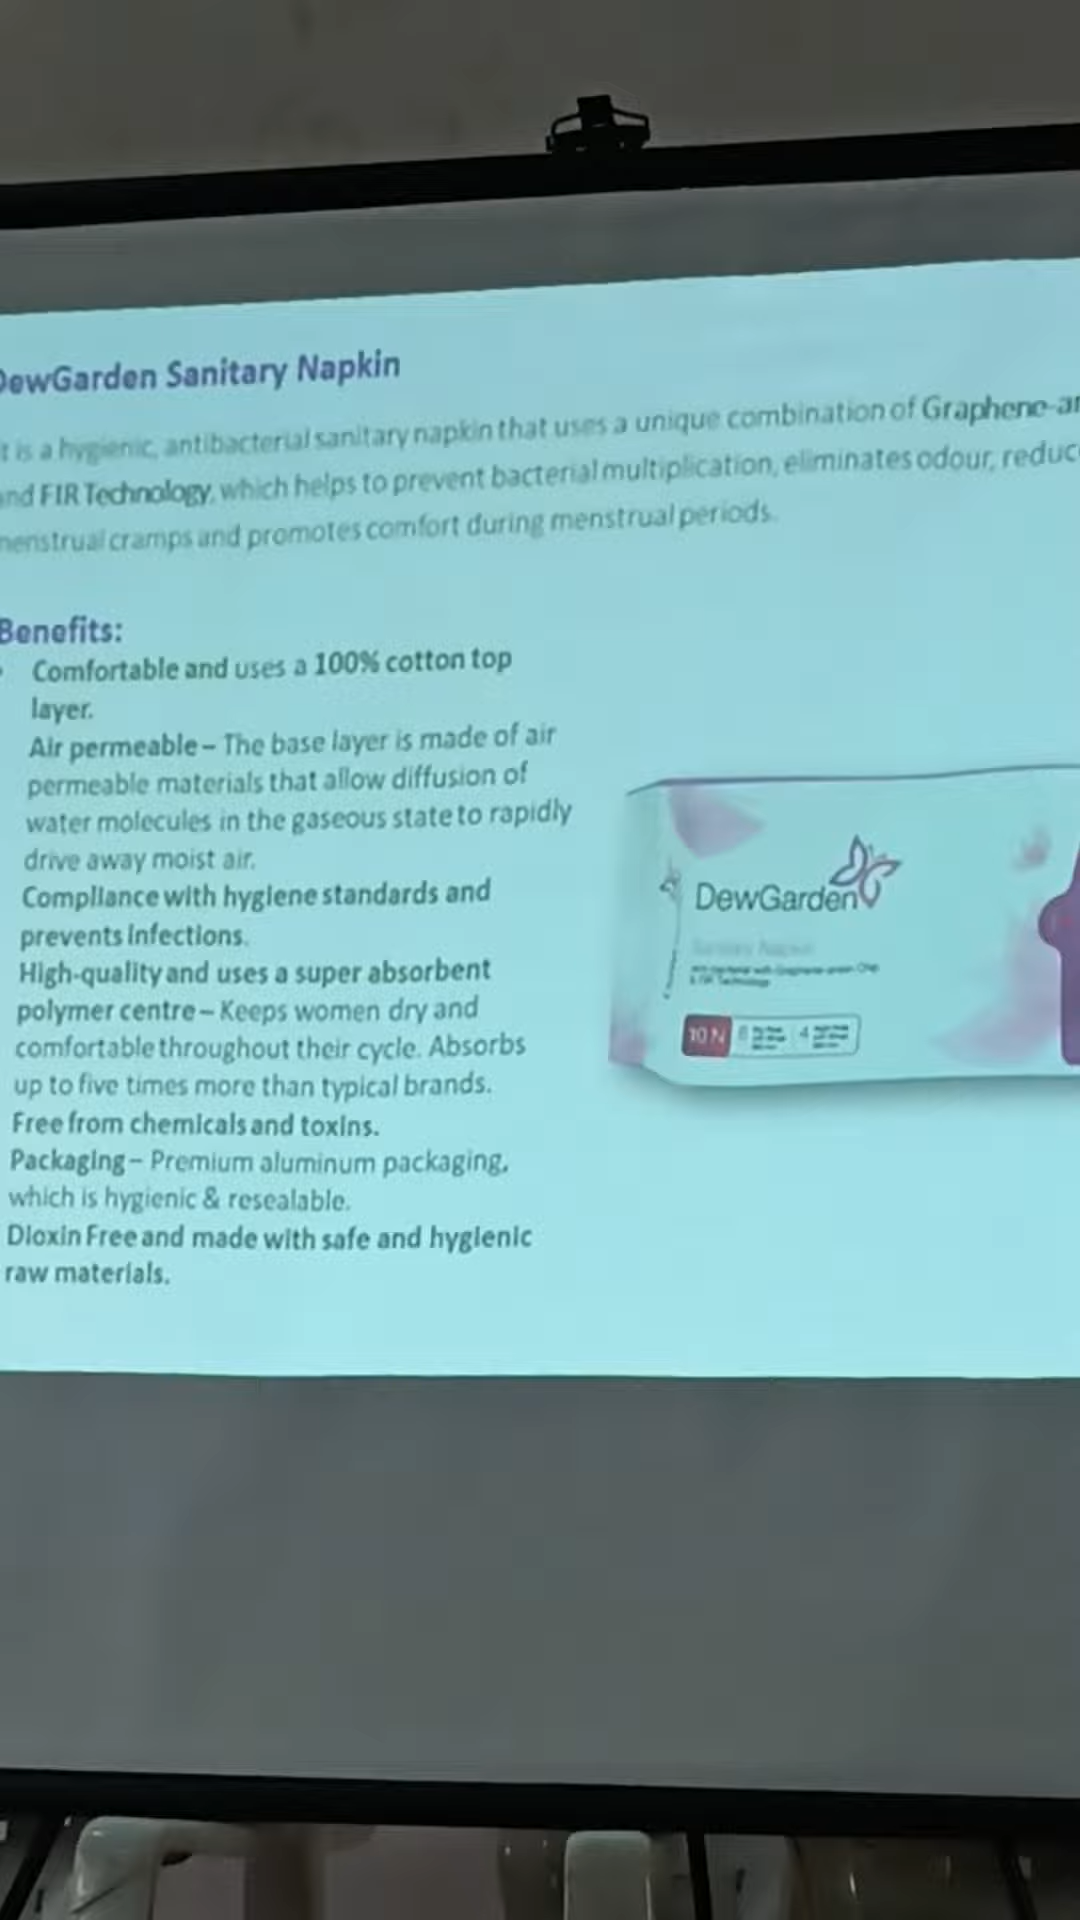 DewGarden Sanitary Napkin
t is a hygienic, antibacterial sanitary napkin that uses a unique combination of Graphene-an
and FIR Technology, which helps to prevent bacterial multiplication, eliminates odour, reduc
menstrual cramps and promotes comfort during menstrual periods.
Benefits:
Comfortable and uses a 100% cotton top
layer.
Air permeable – The base layer is made of air
permeable materials that allow diffusion of
water molecules in the gaseous state to rapidly
drive away moist air.
Compliance with hygiene standards and
prevents infections.
High-quality and uses a super absorbent
polymer centre – Keeps women dry and
comfortable throughout their cycle. Absorbs
up to five times more than typical brands.
Free from chemicals and toxins.
Packaging – Premium aluminum packaging,
which is hygienic & resealable.
Dioxin Free and made with safe and hygienic
raw materials.
DewGarden
Sanitary Napkin
& FIR Technology
10 N